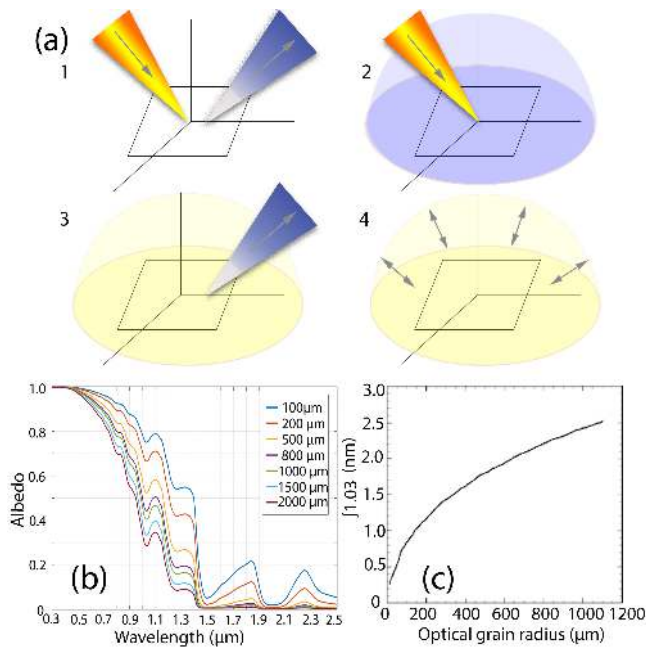 (a)
1
2
3
4
(b)
Albedo
1.0
0.8
0.6
0.4
0.2
0
0.3 0.5 0.7 0.9 1.1 1.3 1.5 1.7 1.9 2.1 2.3 2.5
Wavelength (μm)
100μm
200 μm
500 μm
800 μm
1000 μm
1500 μm
2000 μm
(c)
∫1.03 (nm)
3.0
2.5
2.0
1.5
1.0
0.5
0
0 200 400 600 800 1000 1200
Optical grain radius (μm)